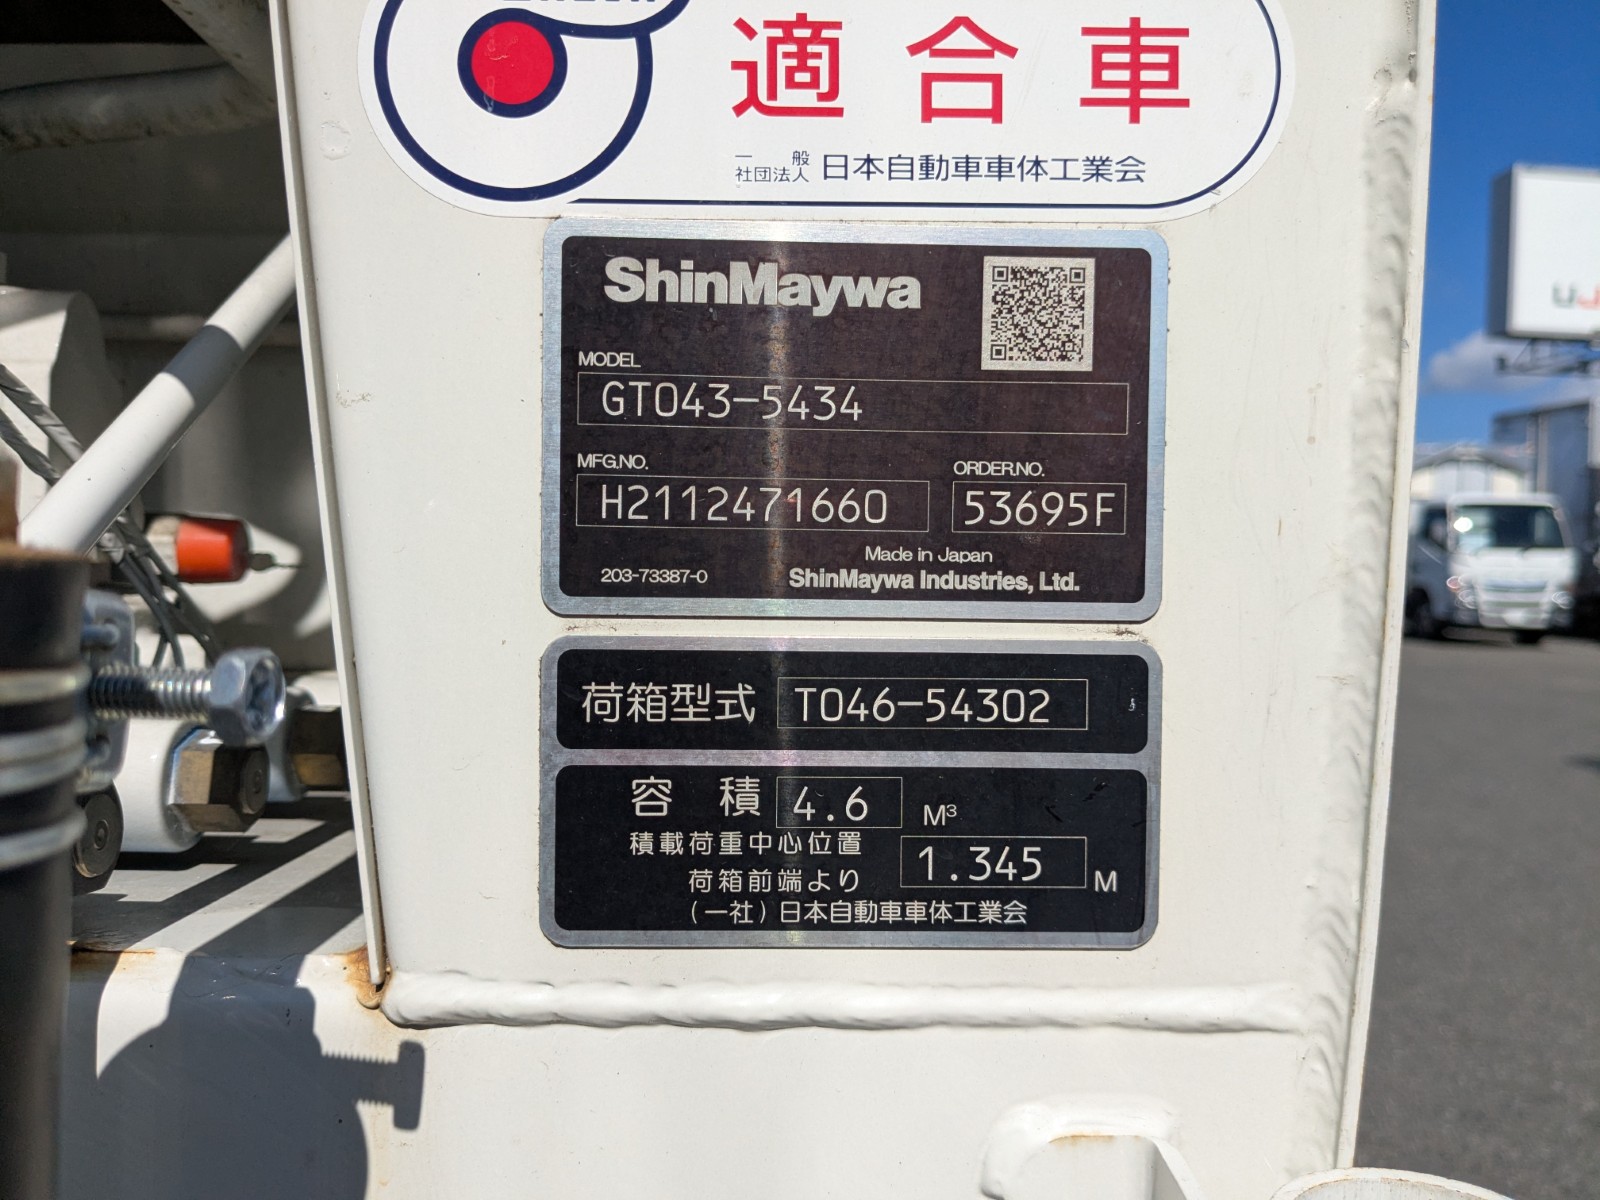 適合車
一般社団法人 日本自動車車体工業会
ShinMaywa
MODEL
GT043-5434
MFG.NO. ORDER.NO.
H2112471660 53695F
Made in Japan
203-73387-0 ShinMaywa Industries, Ltd.
荷箱型式 T046-54302
容積 4.6 M³
積載荷重中心位置
荷箱前端より 1.345 M
(一社)日本自動車車体工業会